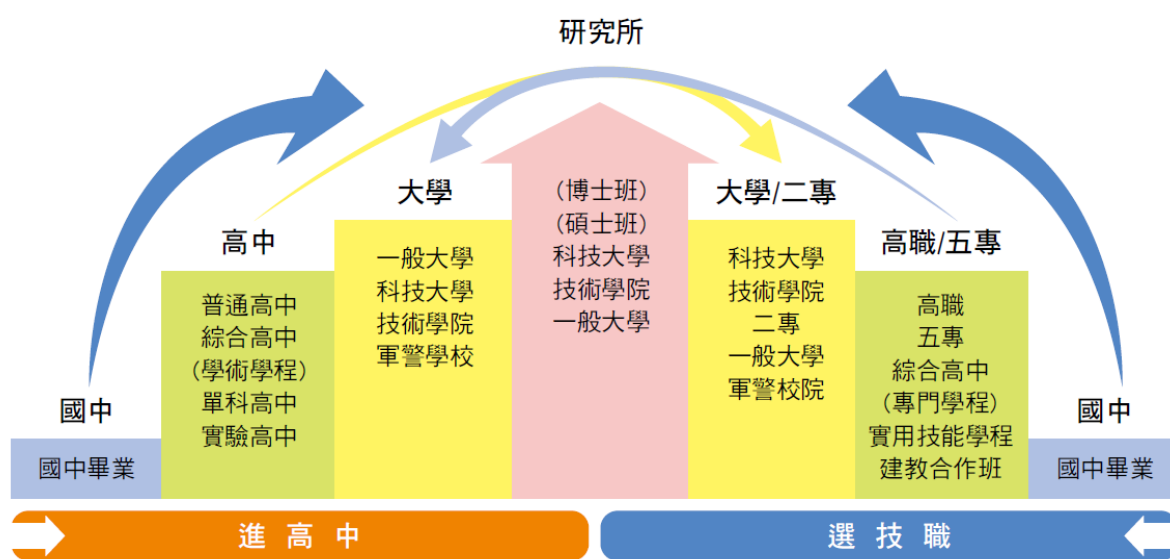 研究所
(博士班)
(碩士班)
科技大學
技術學院
一般大學
大學
一般大學
科技大學
技術學院
軍警學校
大學/二專
科技大學
技術學院
二專
一般大學
軍警校院
高中
普通高中
綜合高中
(學術學程)
單科高中
實驗高中
高職/五專
高職
五專
綜合高中
(專門學程)
實用技能學程
建教合作班
國中
國中畢業
國中
國中畢業
進高中
選技職